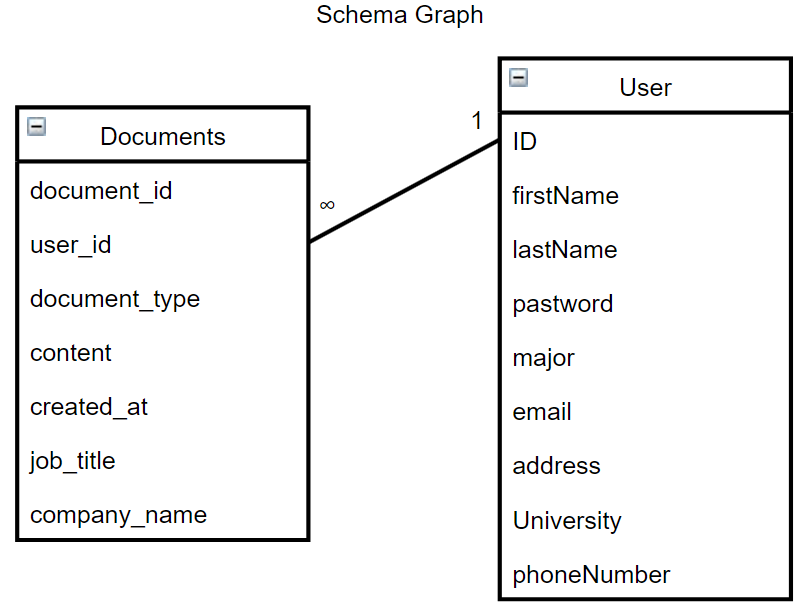 Schema Graph
Documents
document_id
user_id
document_type
content
created_at
job_title
company_name
∞
1
User
ID
firstName
lastName
pastword
major
email
address
University
phoneNumber